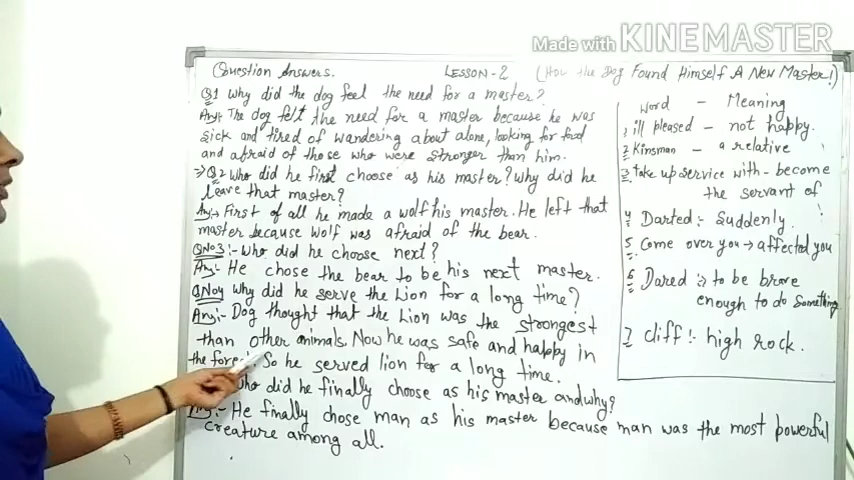 Made with KINEMASTER
Question Answers. LESSON-2 (How the Dog Found Himself A New Master!)
Q1 Why did the dog feel the need for a master?
Ans:- The dog felt the need for a master because he was
sick and tired of wandering about alone, looking for food
and afraid of those who were stronger than him.
⇒Q2 Who did he first choose as his master? Why did he
leave that master?
Ans:- First of all he made a wolf his master. He left that
master because wolf was afraid of the bear.
QNo3:- Who did he choose next?
Ans:- He chose the bear to be his next master.
QNo4 Why did he serve the Lion for a long time?
Ans:- Dog thought that the Lion was the strongest
than other animals. Now he was safe and happy in
the forest. So he served lion for a long time.
Who did he finally choose as his master and why?
Ans:- He finally chose man as his master because man was the most powerful
creature among all.
Word - Meaning
1 ill pleased - not happy.
2 Kinsman - a relative
3 take up service with - become
the servant of
4 Darted:- Suddenly.
5 Come over you → affected you
6 Dared :- to be brave
enough to do something
7 cliff:- high rock.